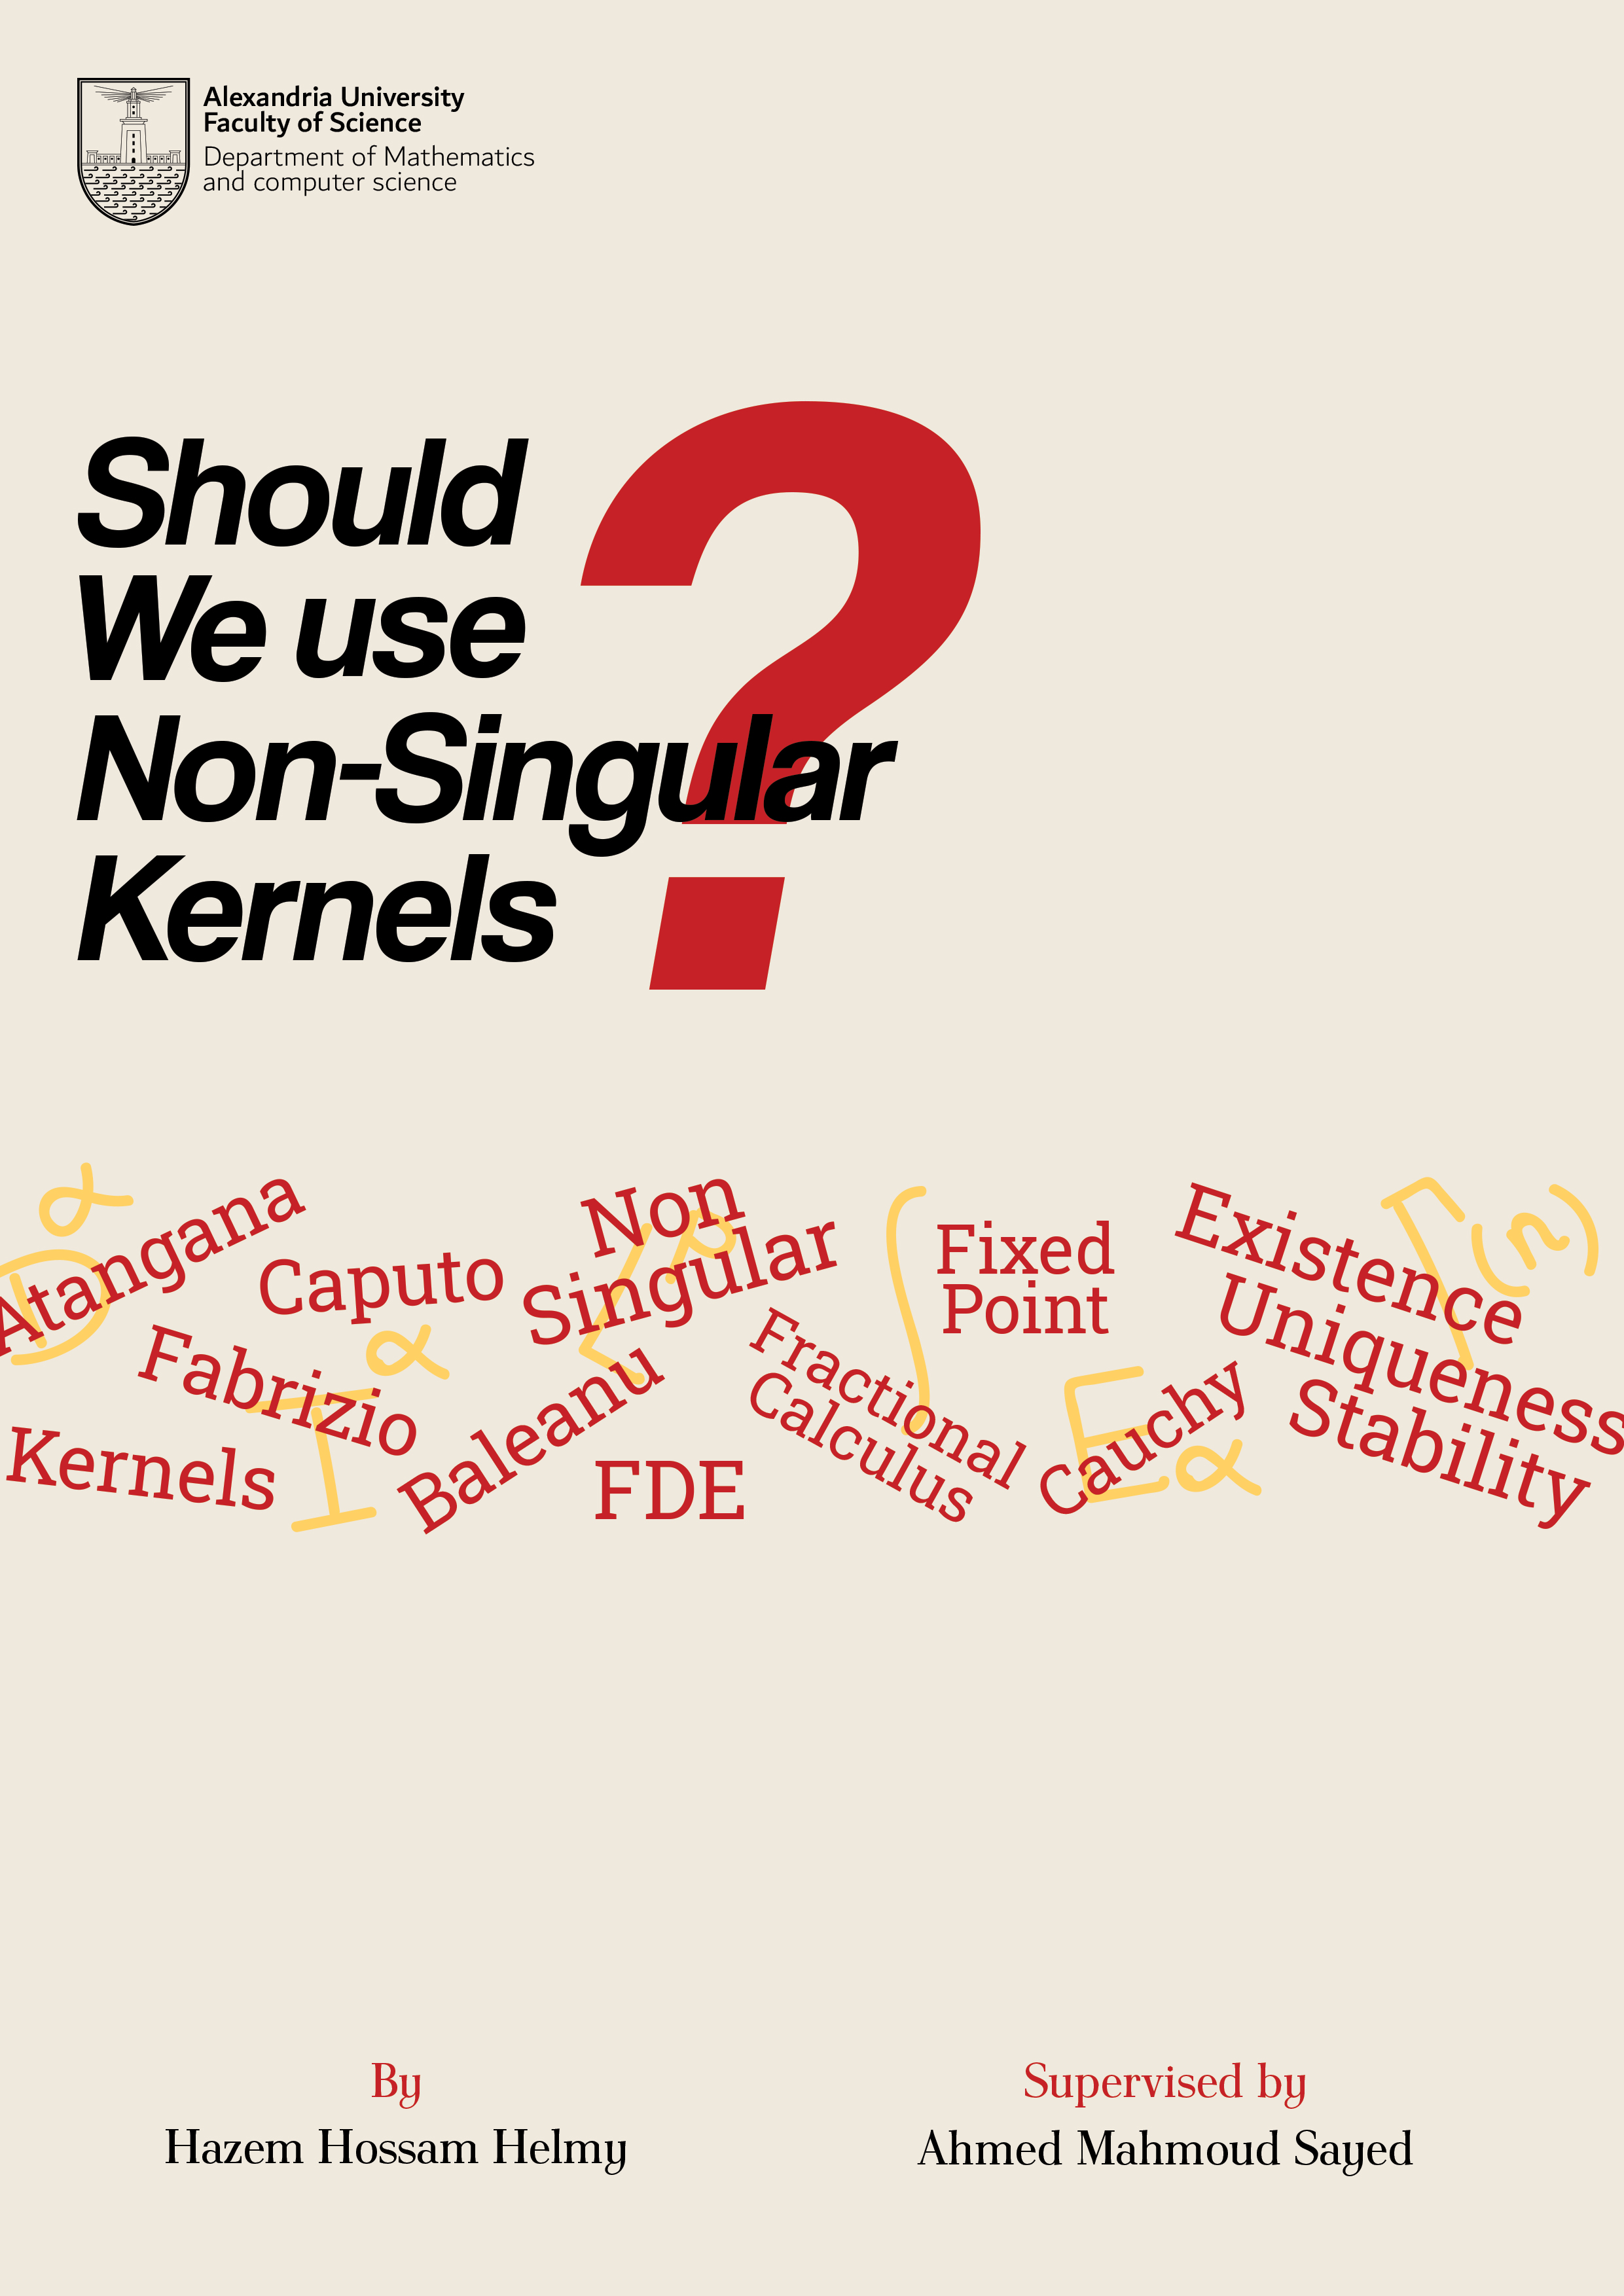 Alexandria University
Faculty of Science
Department of Mathematics
and computer science
Should
We use
Non-Singular
Kernels
?
α
D
Atangana
Caputo
Fabrizio
α
I
Kernels
Non
Singular
Baleanu
FDE
∫
Fractional
Calculus
Fixed
Point
E
α
Cauchy
Existence
Uniqueness
Stability
Γ(n)
By
Hazem Hossam Helmy
Supervised by
Ahmed Mahmoud Sayed